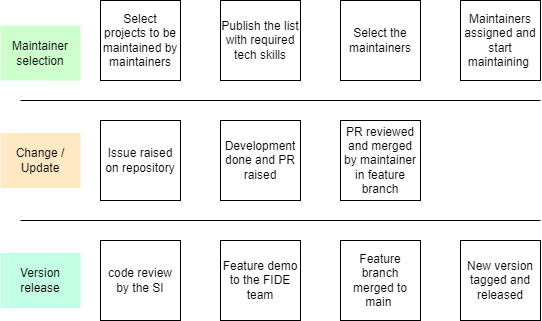 Maintainer
selection
Select
projects to be
maintained by
maintainers
Publish the list
with required
tech skills
Select the
maintainers
Maintainers
assigned and
start
maintaining
Change /
Update
Issue raised
on repository
Development
done and PR
raised
PR reviewed
and merged
by maintainer
in feature
branch
Version
release
code review
by the SI
Feature demo
to the FIDE
team
Feature
branch
merged to
main
New version
tagged and
released